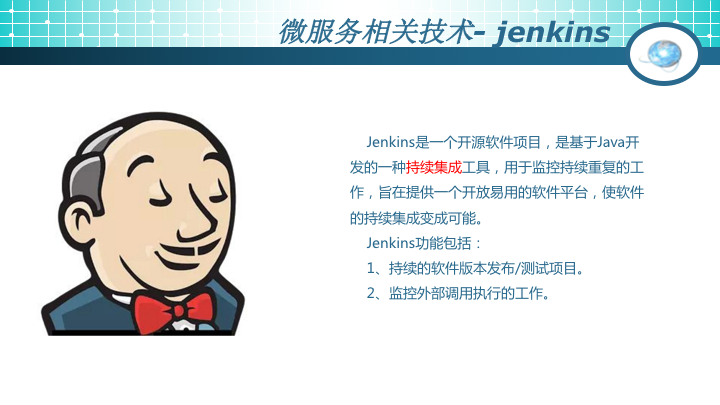 微服务相关技术- jenkins
Jenkins是一个开源软件项目，是基于Java开
发的一种持续集成工具，用于监控持续重复的工
作，旨在提供一个开放易用的软件平台，使软件
的持续集成变成可能。
Jenkins功能包括：
1、持续的软件版本发布/测试项目。
2、监控外部调用执行的工作。